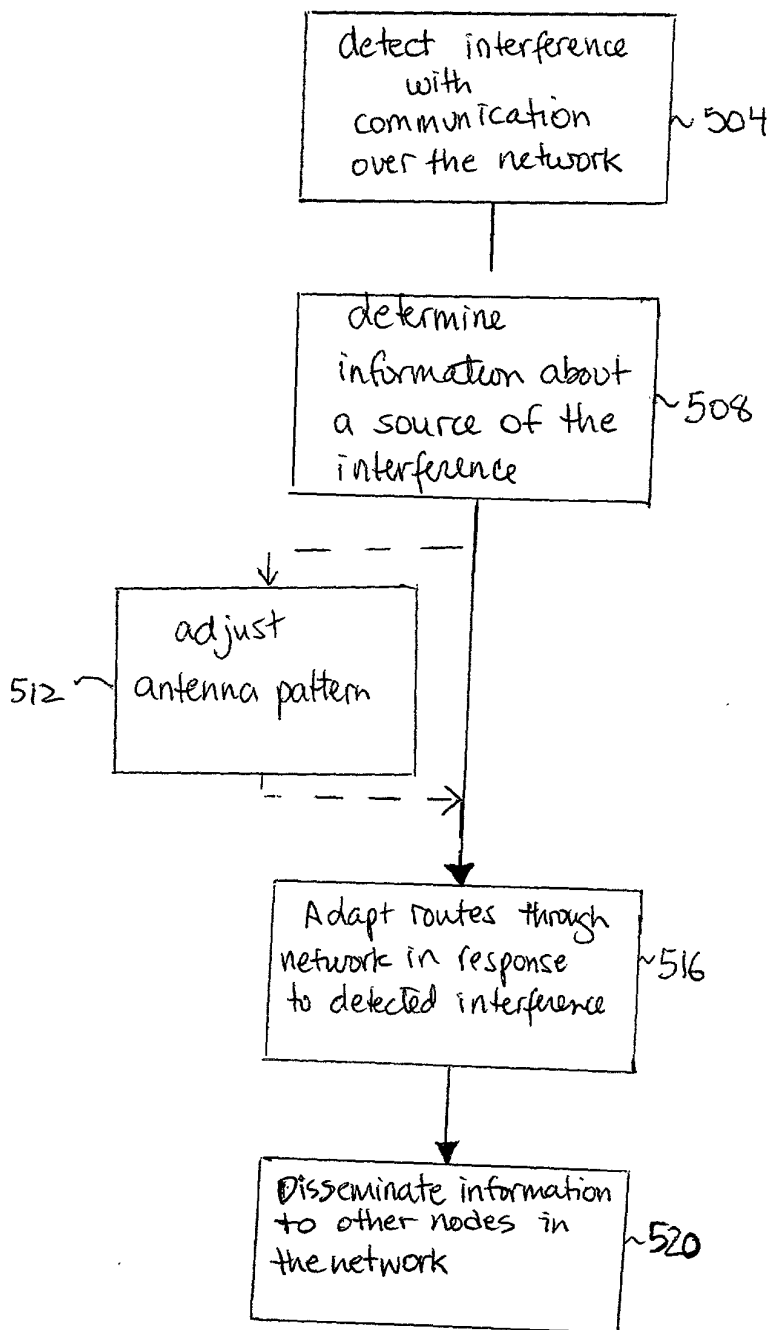 detect interference
with
communication
over the network
504
determine
information about
a source of the
interference
508
adjust
antenna pattern
512
Adapt routes through
network in response
to detected interference
516
Disseminate information
to other nodes in
the network
520